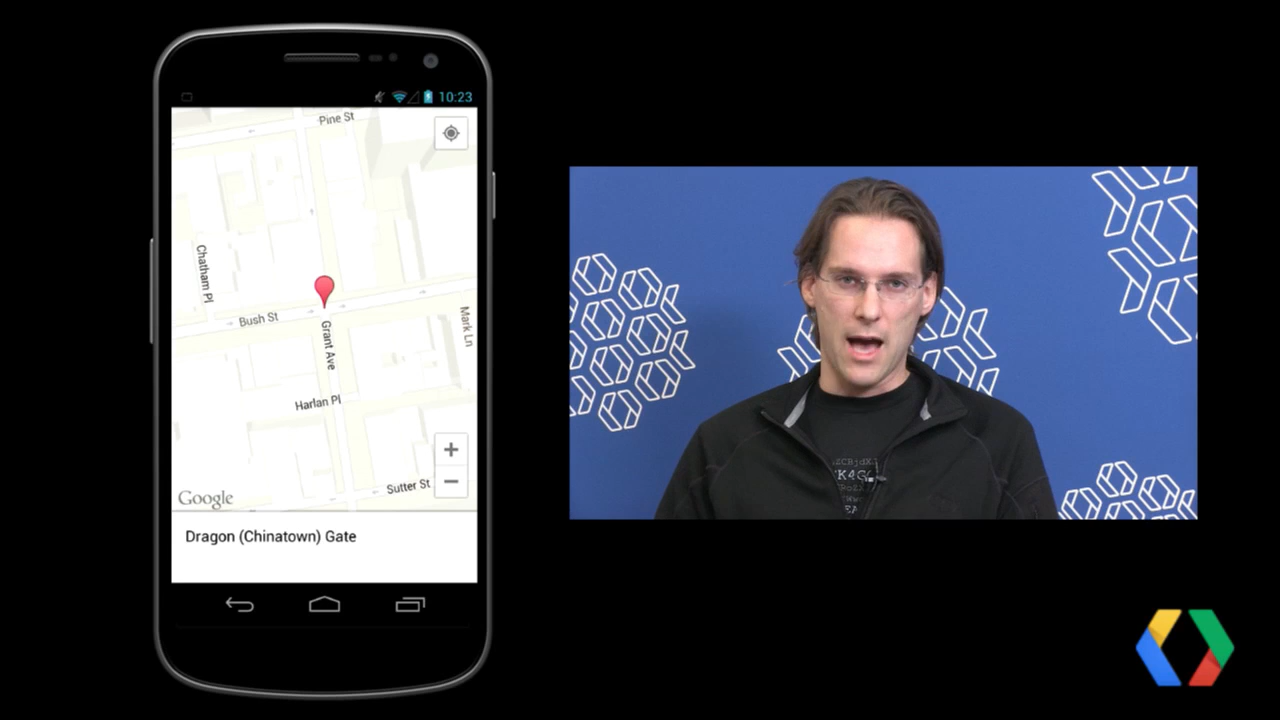 10:23
Pine St
Chatham Pl
Bush St
Grant Ave
Mark Ln
Harlan Pl
Sutter St
Google
Dragon (Chinatown) Gate